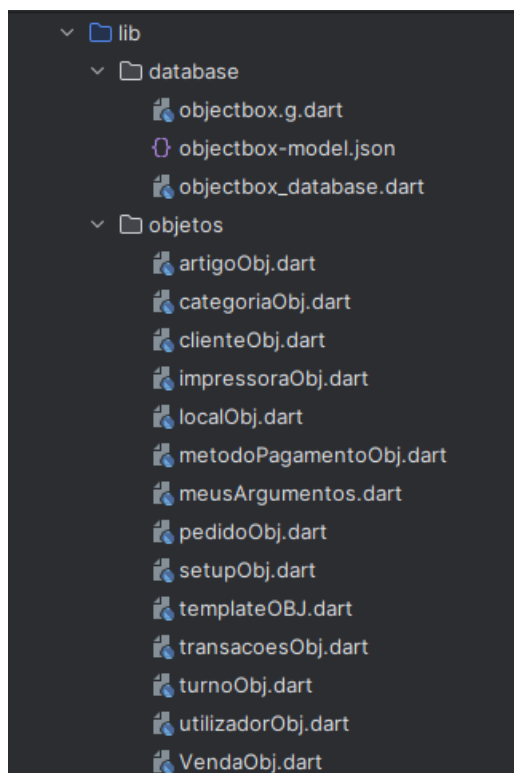 lib
database
objectbox.g.dart
objectbox-model.json
objectbox_database.dart
objetos
artigoObj.dart
categoriaObj.dart
clienteObj.dart
impressoraObj.dart
localObj.dart
metodoPagamentoObj.dart
meusArgumentos.dart
pedidoObj.dart
setupObj.dart
templateOBJ.dart
transacoesObj.dart
turnoObj.dart
utilizadorObj.dart
VendaObj.dart